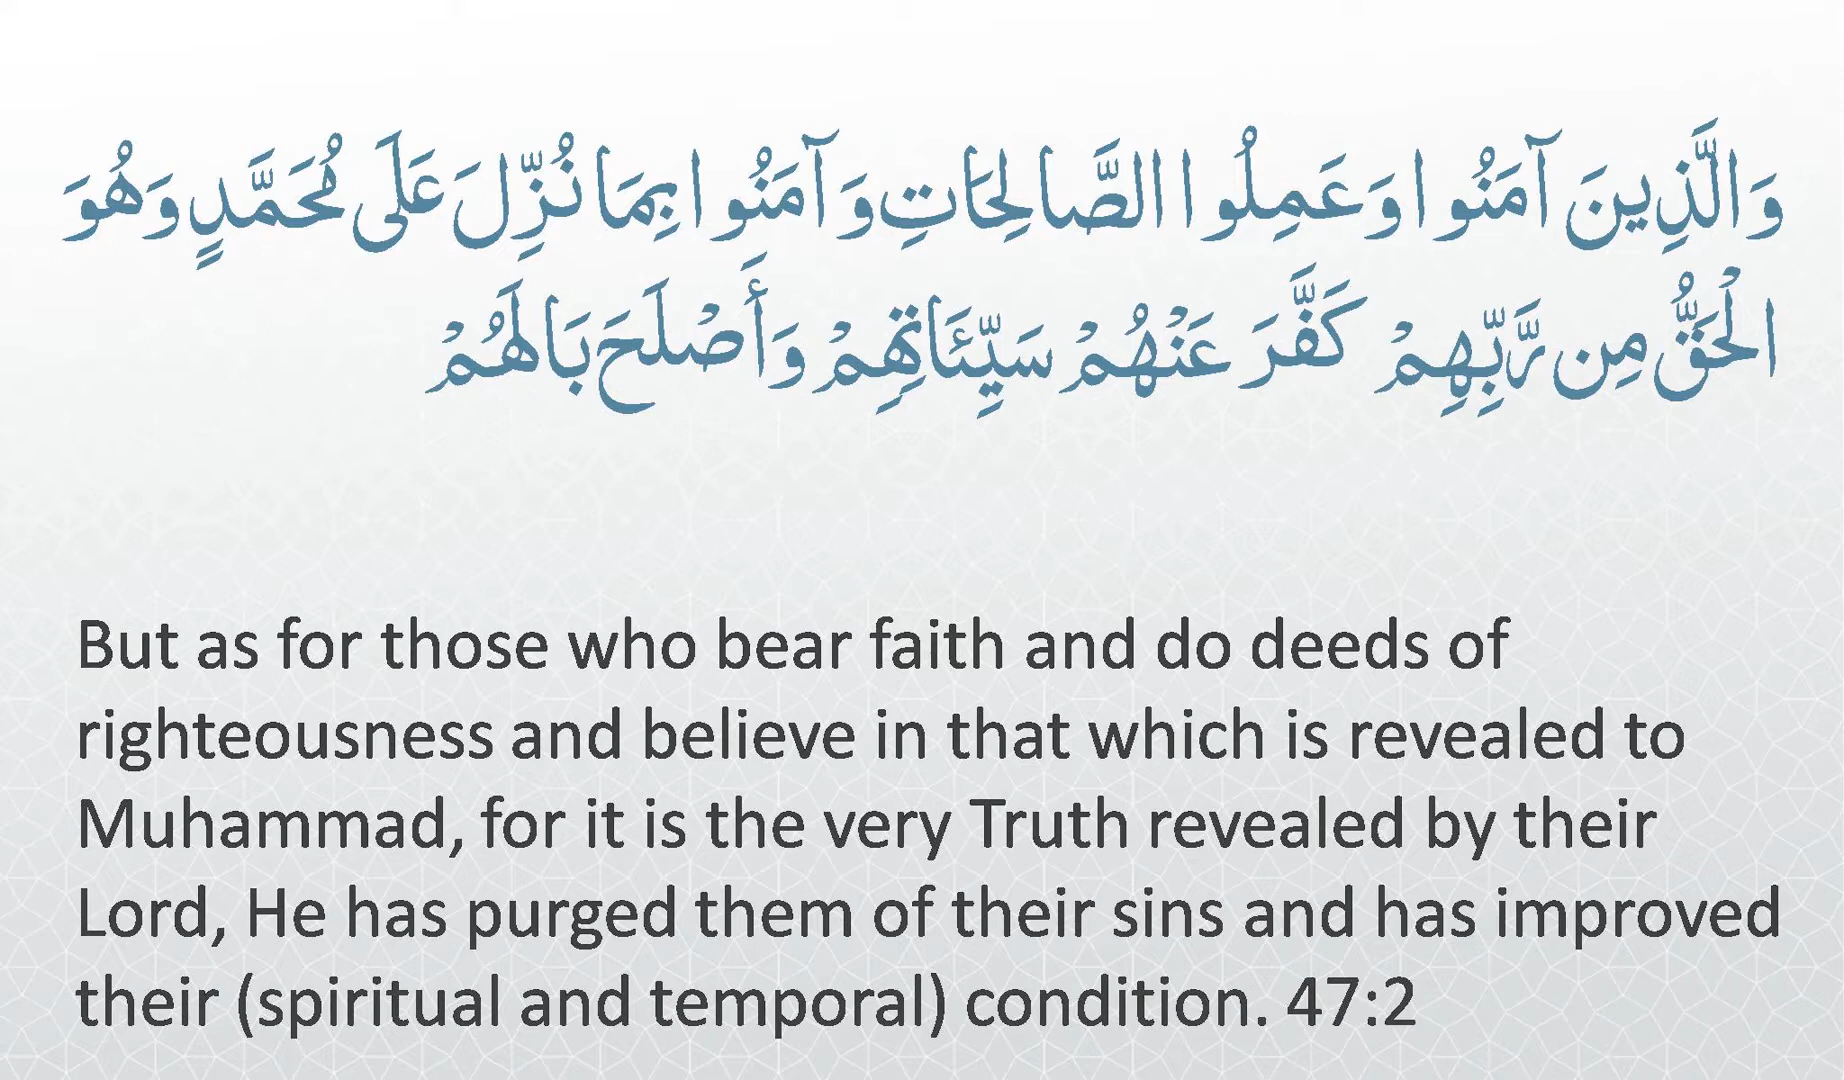 وَالَّذِينَ آمَنُوا وَعَمِلُوا الصَّالِحَاتِ وَآمَنُوا بِمَا نُزِّلَ عَلَى مُحَمَّدٍ وَهُوَ
الْحَقُّ مِن رَّبِّهِمْ كَفَّرَ عَنْهُمْ سَيِّئَاتِهِمْ وَأَصْلَحَ بَالَهُمْ
But as for those who bear faith and do deeds of
righteousness and believe in that which is revealed to
Muhammad, for it is the very Truth revealed by their
Lord, He has purged them of their sins and has improved
their (spiritual and temporal) condition. 47:2